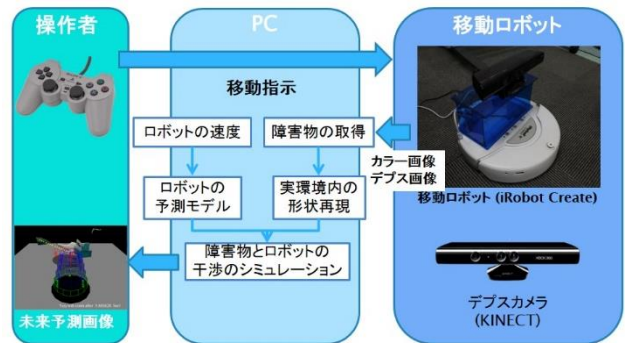 操作者
PC
移動ロボット
移動指示
ロボットの速度
障害物の取得
カラー画像
デプス画像
ロボットの
予測モデル
実環境内の
形状再現
移動ロボット (iRobot Create)
障害物とロボットの
干渉のシミュレーション
未来予測画像
デプスカメラ
(KINECT)